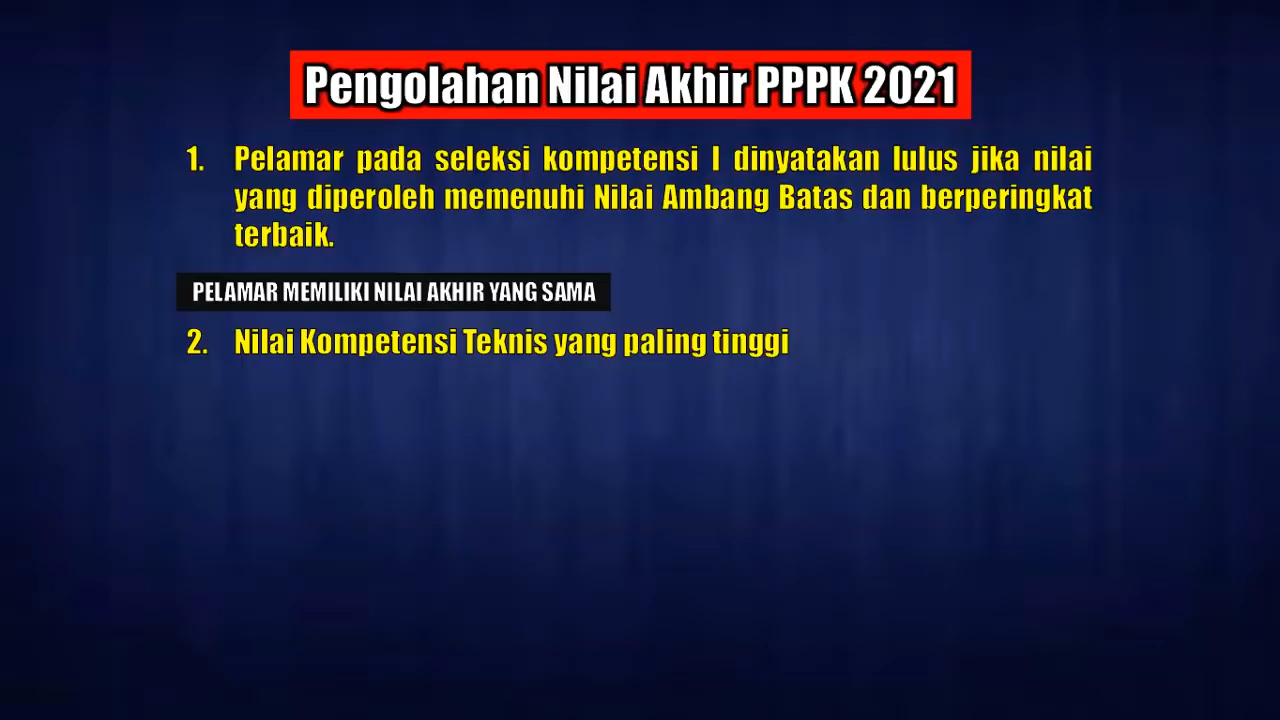 Pengolahan Nilai Akhir PPPK 2021
1. Pelamar pada seleksi kompetensi I dinyatakan lulus jika nilai
yang diperoleh memenuhi Nilai Ambang Batas dan berperingkat
terbaik.
PELAMAR MEMILIKI NILAI AKHIR YANG SAMA
2. Nilai Kompetensi Teknis yang paling tinggi